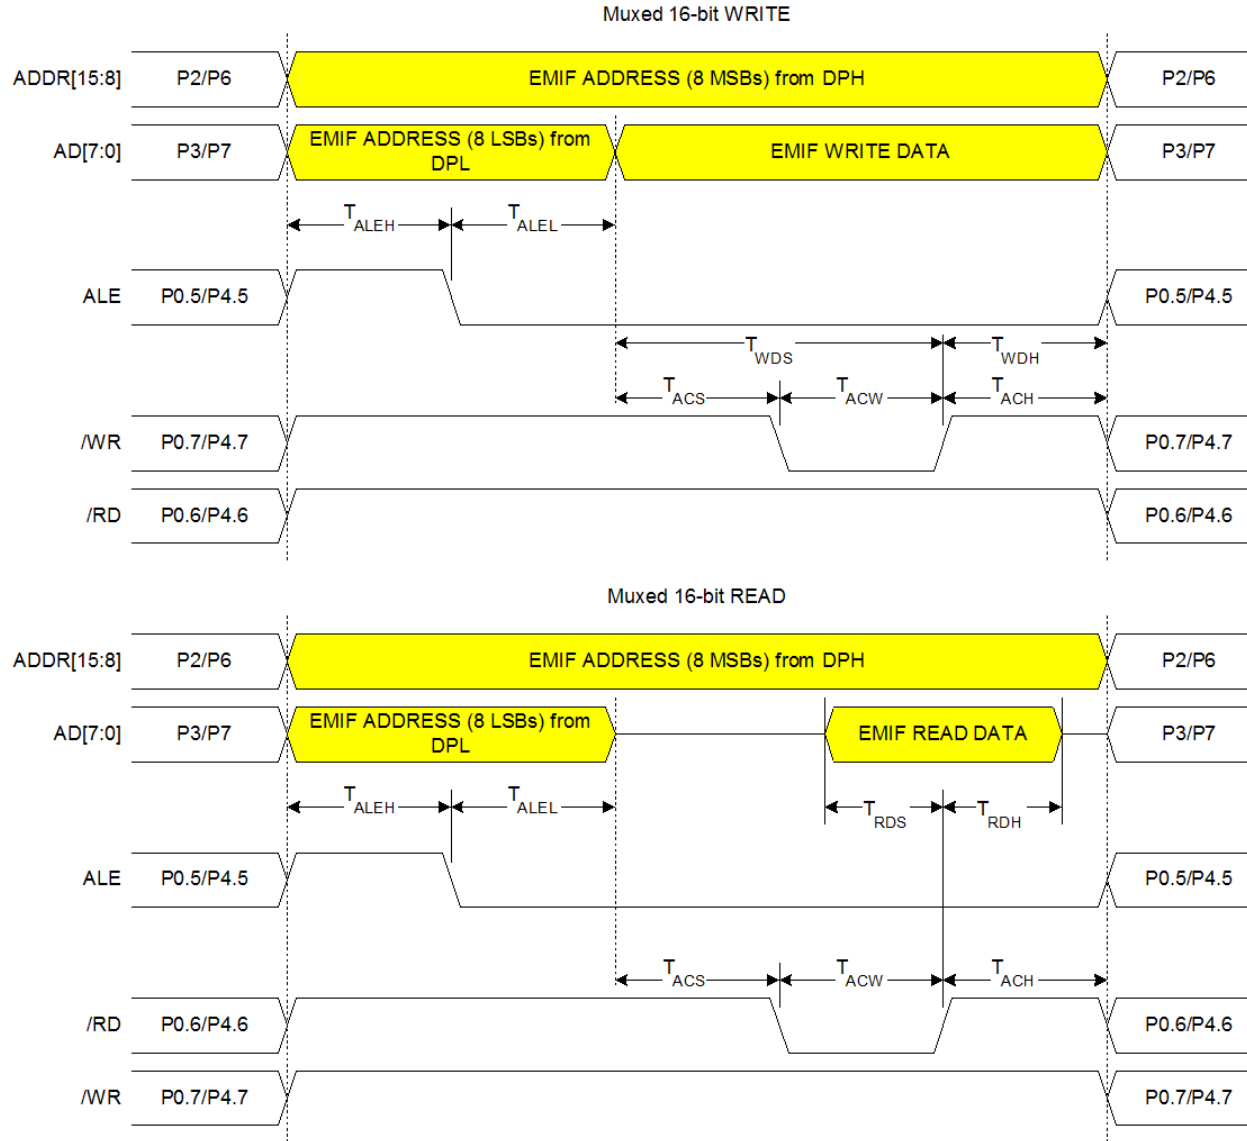 Muxed 16-bit WRITE
ADDR[15:8] P2/P6 EMIF ADDRESS (8 MSBs) from DPH P2/P6
AD[7:0] P3/P7 EMIF ADDRESS (8 LSBs) from DPL EMIF WRITE DATA P3/P7
TALEH TALEL
ALE P0.5/P4.5 P0.5/P4.5
TWDS TWDH
TACS TACW TACH
/WR P0.7/P4.7 P0.7/P4.7
/RD P0.6/P4.6 P0.6/P4.6
Muxed 16-bit READ
ADDR[15:8] P2/P6 EMIF ADDRESS (8 MSBs) from DPH P2/P6
AD[7:0] P3/P7 EMIF ADDRESS (8 LSBs) from DPL EMIF READ DATA P3/P7
TALEH TALEL TRDS TRDH
ALE P0.5/P4.5 P0.5/P4.5
TACS TACW TACH
/RD P0.6/P4.6 P0.6/P4.6
/WR P0.7/P4.7 P0.7/P4.7